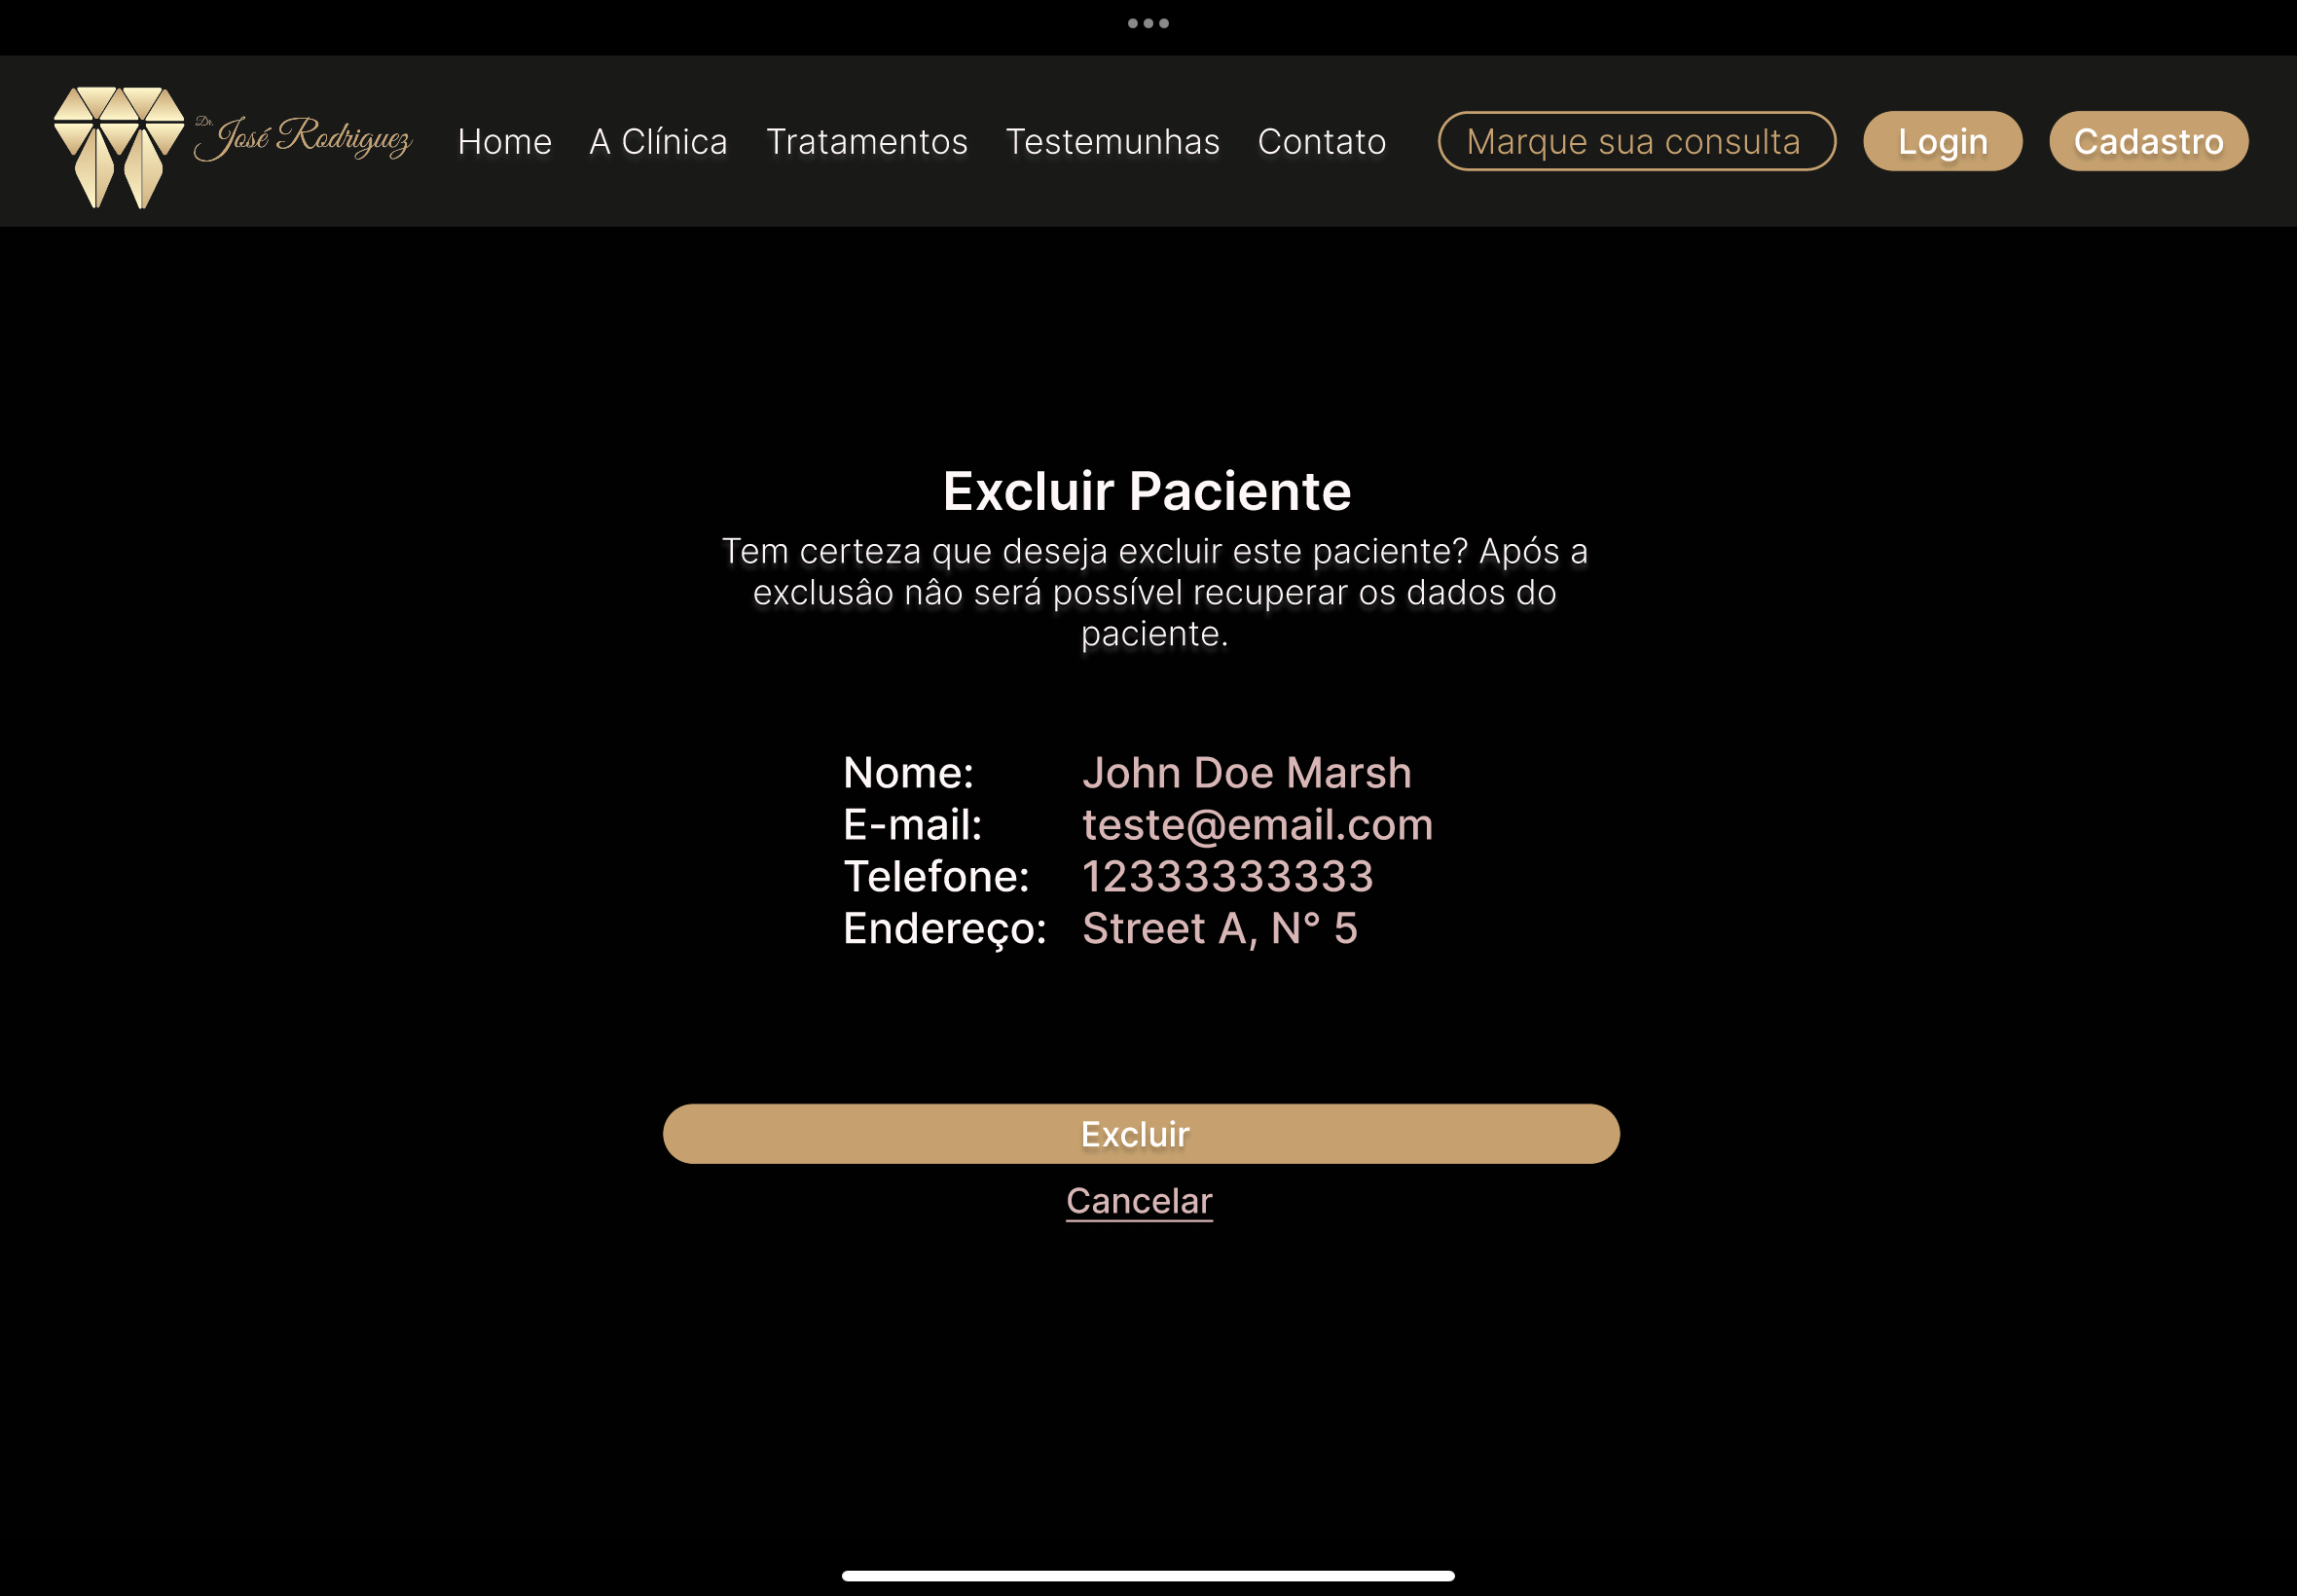 Dr. José Rodriguez
Home A Clínica Tratamentos Testemunhas Contato Marque sua consulta Login Cadastro
Excluir Paciente
Tem certeza que deseja excluir este paciente? Após a
exclusâo nâo será possível recuperar os dados do
paciente.
Nome: John Doe Marsh
E-mail: teste@email.com
Telefone: 12333333333
Endereço: Street A, N° 5
Excluir
Cancelar